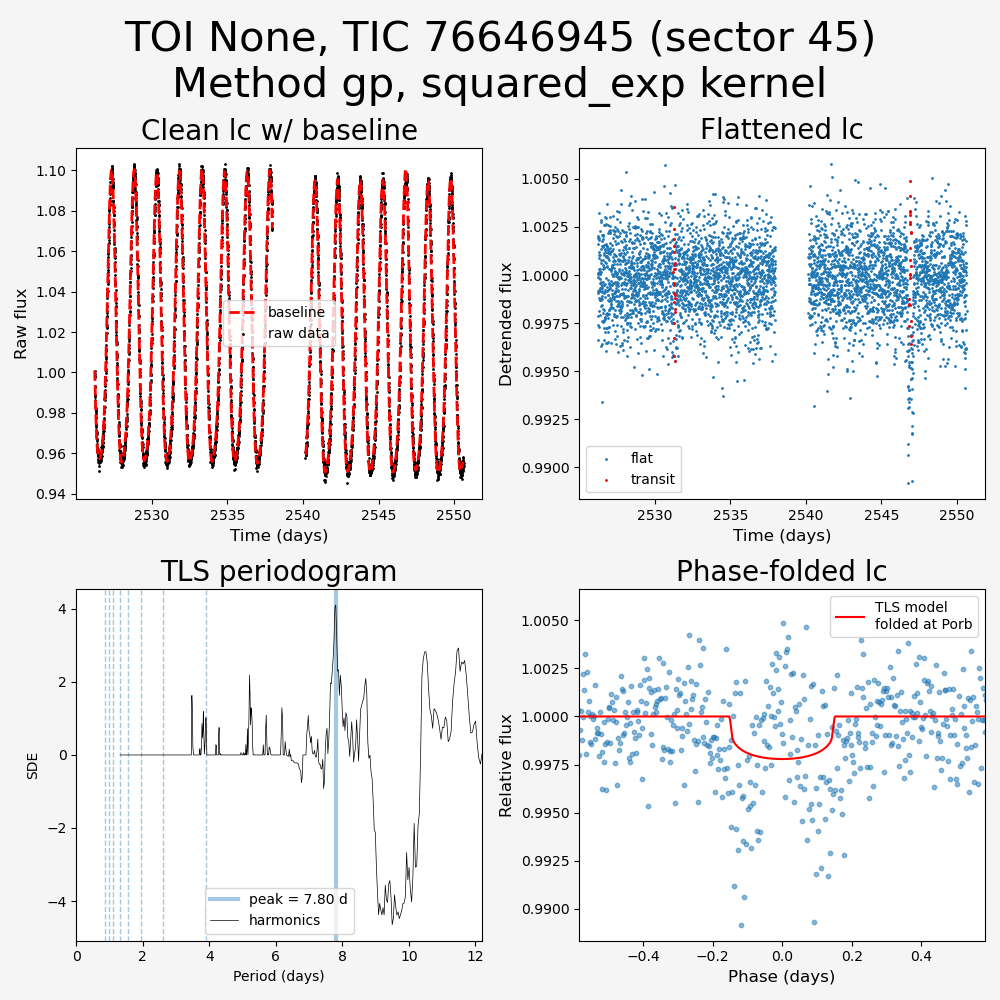 TOI None, TIC 76646945 (sector 45)
Method gp, squared_exp kernel
Clean lc w/ baseline
Raw flux
1.10
1.08
1.06
1.04
1.02
1.00
0.98
0.96
0.94
baseline
raw data
2530
2535
2540
2545
2550
Time (days)
Flattened lc
Detrended flux
1.0050
1.0025
1.0000
0.9975
0.9950
0.9925
0.9900
flat
transit
2530
2535
2540
2545
2550
Time (days)
TLS periodogram
SDE
4
2
0
−2
−4
peak = 7.80 d
harmonics
0
2
4
6
8
10
12
Period (days)
Phase-folded lc
Relative flux
1.0050
1.0025
1.0000
0.9975
0.9950
0.9925
0.9900
TLS model
folded at Porb
−0.4
−0.2
0.0
0.2
0.4
Phase (days)